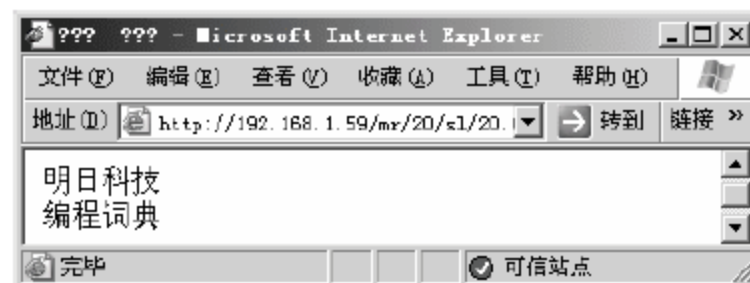 ??? ??? - Microsoft Internet Explorer
文件(F) 编辑(E) 查看(V) 收藏(A) 工具(T) 帮助(H)
地址(D) http://192.168.1.59/mr/20/sl/20. 转到 链接 »
明日科技
编程词典
完毕 可信站点